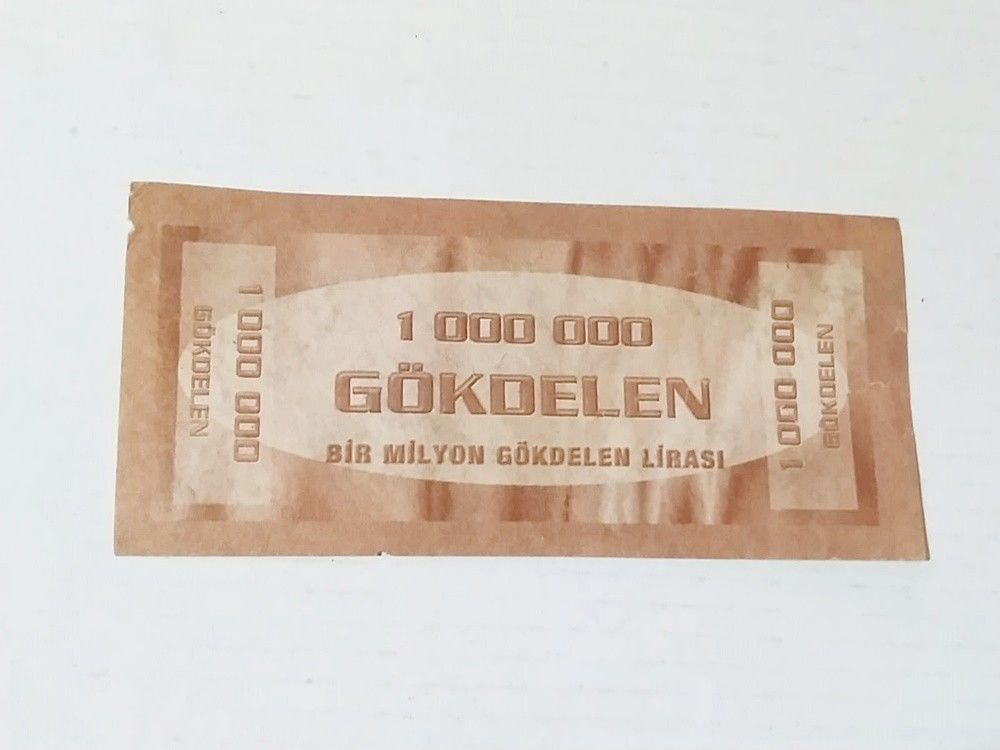 1 000 000
GÖKDELEN
1 000 000
GÖKDELEN
BİR MİLYON GÖKDELEN LİRASI
1 000 000
GÖKDELEN